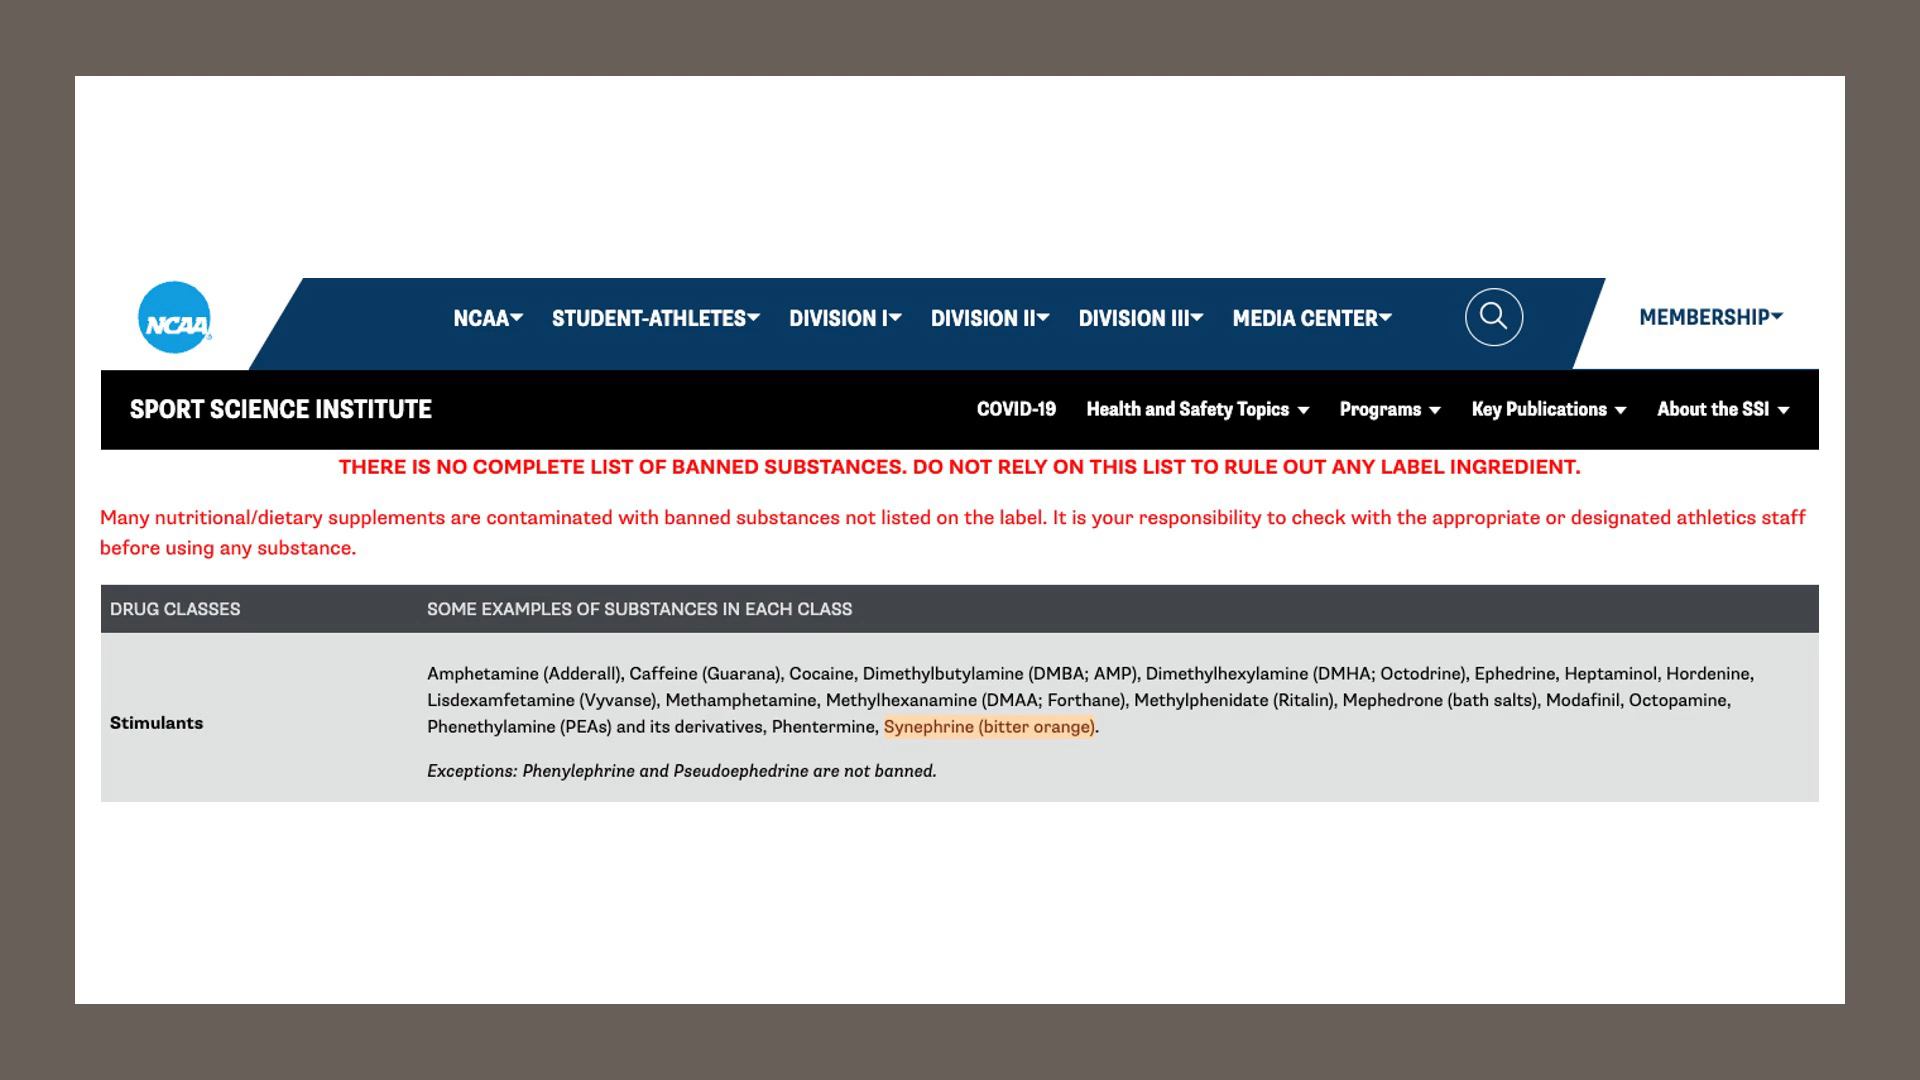 NCAA
NCAA STUDENT-ATHLETES DIVISION I DIVISION II DIVISION III MEDIA CENTER MEMBERSHIP
SPORT SCIENCE INSTITUTE COVID-19 Health and Safety Topics Programs Key Publications About the SSI
THERE IS NO COMPLETE LIST OF BANNED SUBSTANCES. DO NOT RELY ON THIS LIST TO RULE OUT ANY LABEL INGREDIENT.
Many nutritional/dietary supplements are contaminated with banned substances not listed on the label. It is your responsibility to check with the appropriate or designated athletics staff
before using any substance.
DRUG CLASSES SOME EXAMPLES OF SUBSTANCES IN EACH CLASS
Stimulants
Amphetamine (Adderall), Caffeine (Guarana), Cocaine, Dimethylbutylamine (DMBA; AMP), Dimethylhexylamine (DMHA; Octodrine), Ephedrine, Heptaminol, Hordenine,
Lisdexamfetamine (Vyvanse), Methamphetamine, Methylhexanamine (DMAA; Forthane), Methylphenidate (Ritalin), Mephedrone (bath salts), Modafinil, Octopamine,
Phenethylamine (PEAs) and its derivatives, Phentermine, Synephrine (bitter orange).
Exceptions: Phenylephrine and Pseudoephedrine are not banned.